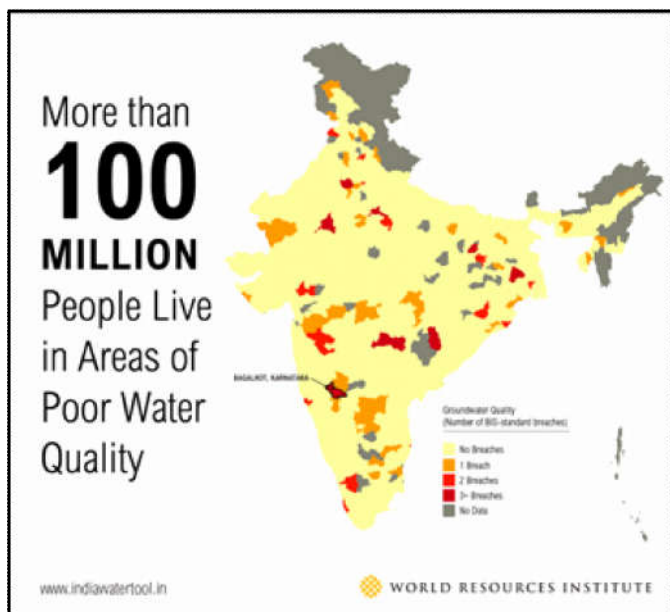 More than
100
MILLION
People Live
in Areas of
Poor Water
Quality
BAGALKOT, KARNATAKA
Groundwater Quality
(Number of BIS-standard breaches)
No Breaches
1 Breach
2 Breaches
3+ Breaches
No Data
www.indiawatertool.in
WORLD RESOURCES INSTITUTE